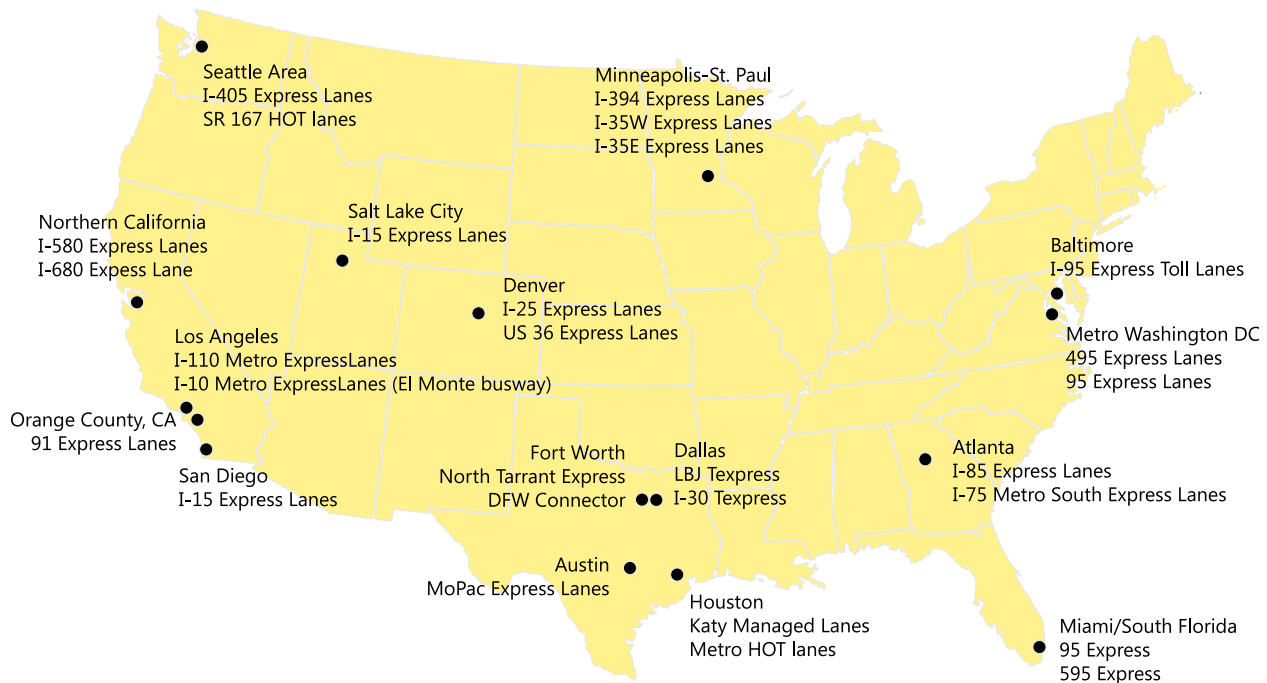 Seattle Area
I-405 Express Lanes
SR 167 HOT lanes
Minneapolis-St. Paul
I-394 Express Lanes
I-35W Express Lanes
I-35E Express Lanes
Northern California
I-580 Express Lanes
I-680 Expess Lane
Salt Lake City
I-15 Express Lanes
Denver
I-25 Express Lanes
US 36 Express Lanes
Baltimore
I-95 Express Toll Lanes
Metro Washington DC
495 Express Lanes
95 Express Lanes
Los Angeles
I-110 Metro ExpressLanes
I-10 Metro ExpressLanes (El Monte busway)
Orange County, CA
91 Express Lanes
San Diego
I-15 Express Lanes
Fort Worth
North Tarrant Express
DFW Connector
Dallas
LBJ Texpress
I-30 Texpress
Atlanta
I-85 Express Lanes
I-75 Metro South Express Lanes
Austin
MoPac Express Lanes
Houston
Katy Managed Lanes
Metro HOT lanes
Miami/South Florida
95 Express
595 Express